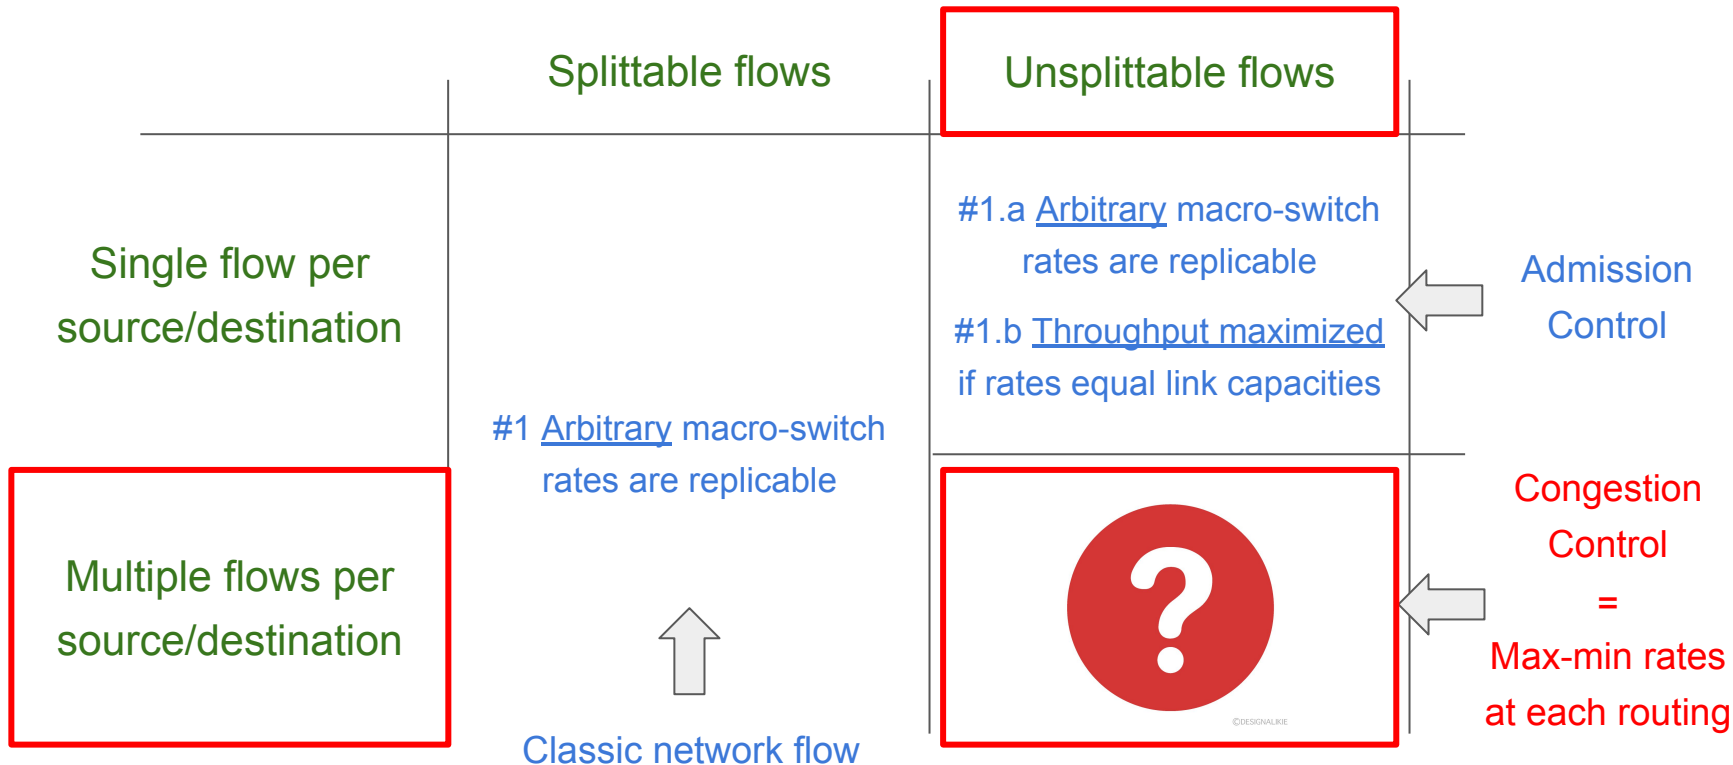 Splittable flows
Unsplittable flows
Single flow per
source/destination
#1.a Arbitrary macro-switch
rates are replicable
#1.b Throughput maximized
if rates equal link capacities
Admission
Control
#1 Arbitrary macro-switch
rates are replicable
Multiple flows per
source/destination
?
©DESIGNALIKIE
Congestion
Control
=
Max-min rates
at each routing
Classic network flow